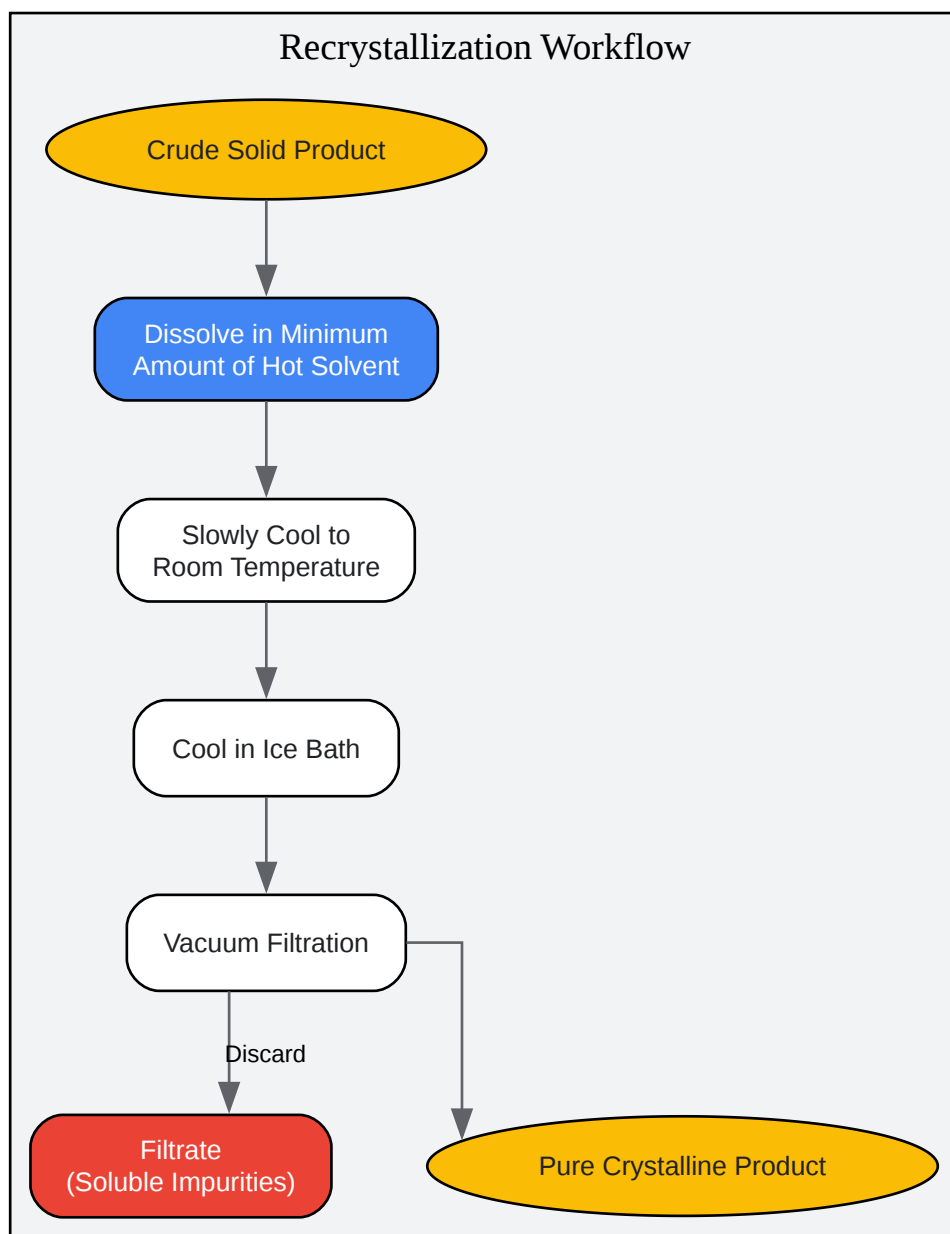 Recrystallization Workflow
Crude Solid Product
Dissolve in Minimum
Amount of Hot Solvent
Slowly Cool to
Room Temperature
Cool in Ice Bath
Vacuum Filtration
Discard
Filtrate
(Soluble Impurities)
Pure Crystalline Product